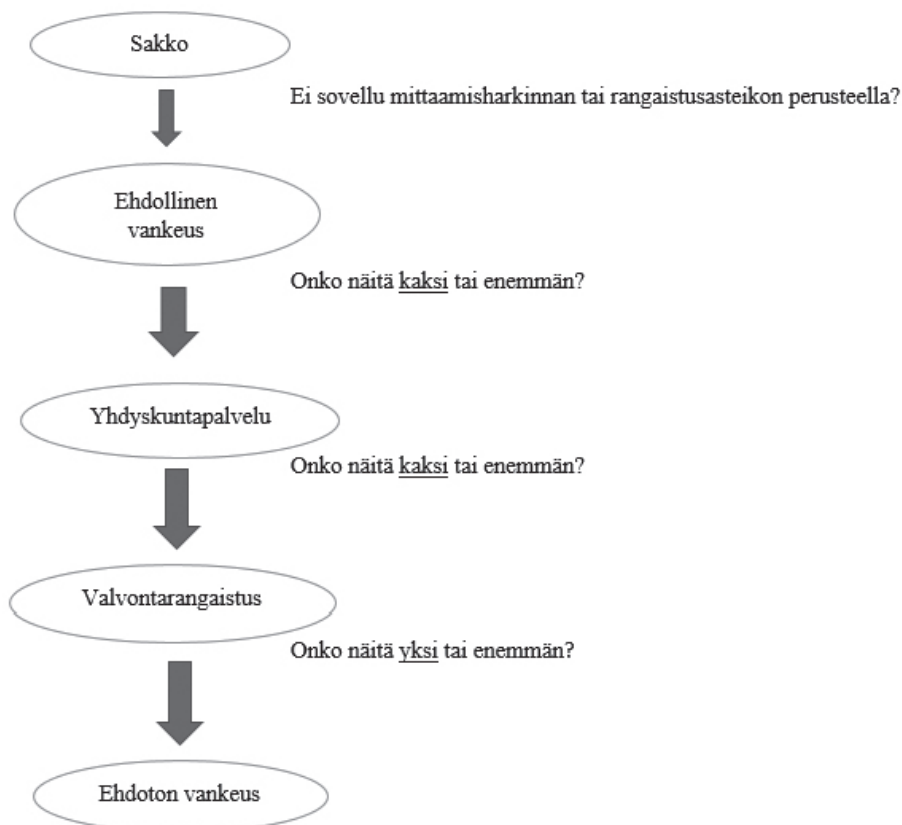 Sakko
Ei sovellu mittaamisharkinnan tai rangaistusasteikon perusteella?
Ehdollinen
vankeus
Onko näitä kaksi tai enemmän?
Yhdyskuntapalvelu
Onko näitä kaksi tai enemmän?
Valvontarangaistus
Onko näitä yksi tai enemmän?
Ehdoton vankeus